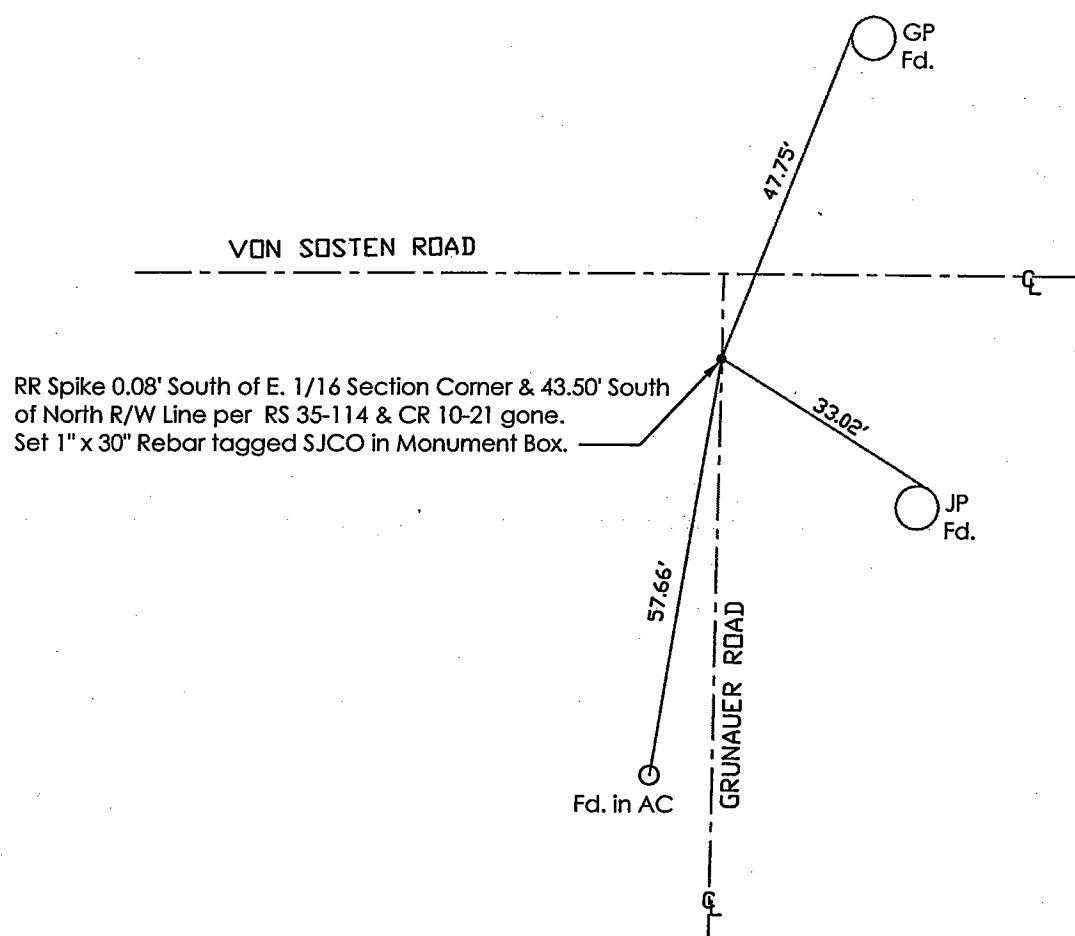 GP
Fd.
47.75'
VON SOSTEN ROAD
℄
RR Spike 0.08' South of E. 1/16 Section Corner & 43.50' South
of North R/W Line per RS 35-114 & CR 10-21 gone.
Set 1" x 30" Rebar tagged SJCO in Monument Box.
33.02'
JP
Fd.
57.66'
GRUNAUER ROAD
Fd. in AC
℄